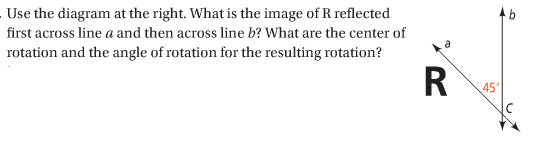 . Use the diagram at the right. What is the image of R reflected
first across line a and then across line b? What are the center of
rotation and the angle of rotation for the resulting rotation?
b
a
R
45'
C